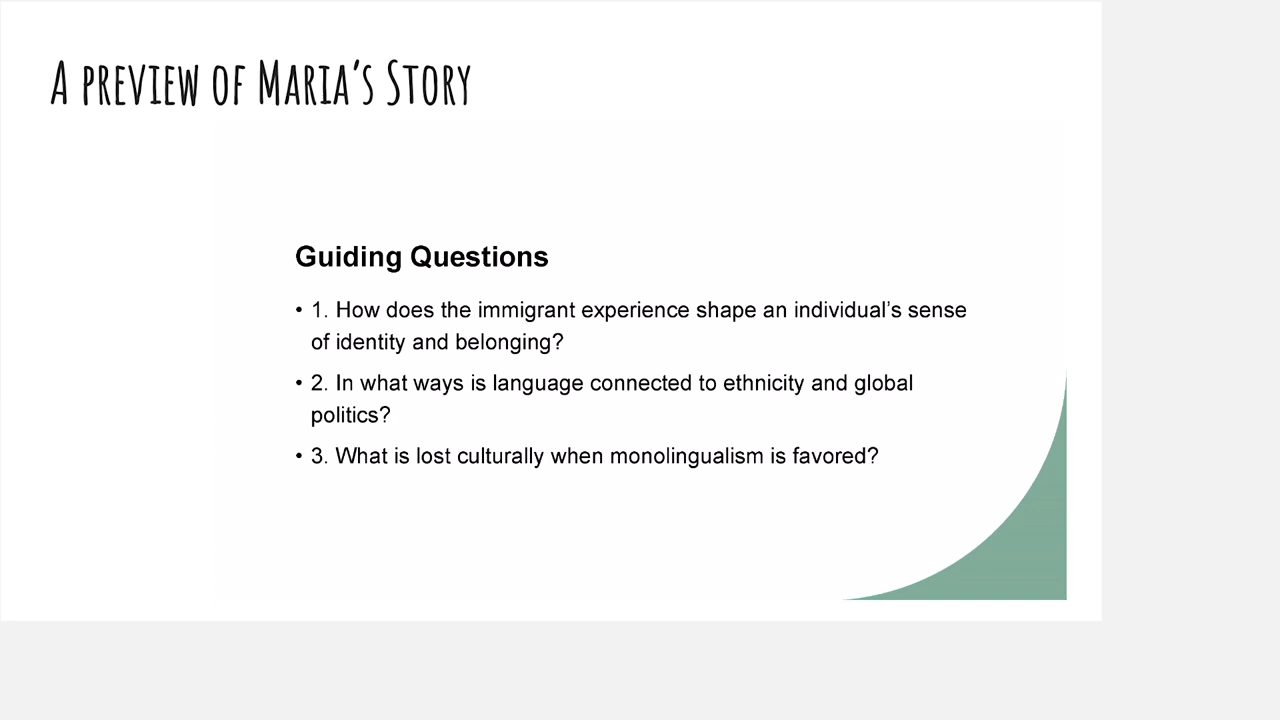 A preview of Maria's Story
Guiding Questions
• 1. How does the immigrant experience shape an individual’s sense
of identity and belonging?
• 2. In what ways is language connected to ethnicity and global
politics?
• 3. What is lost culturally when monolingualism is favored?